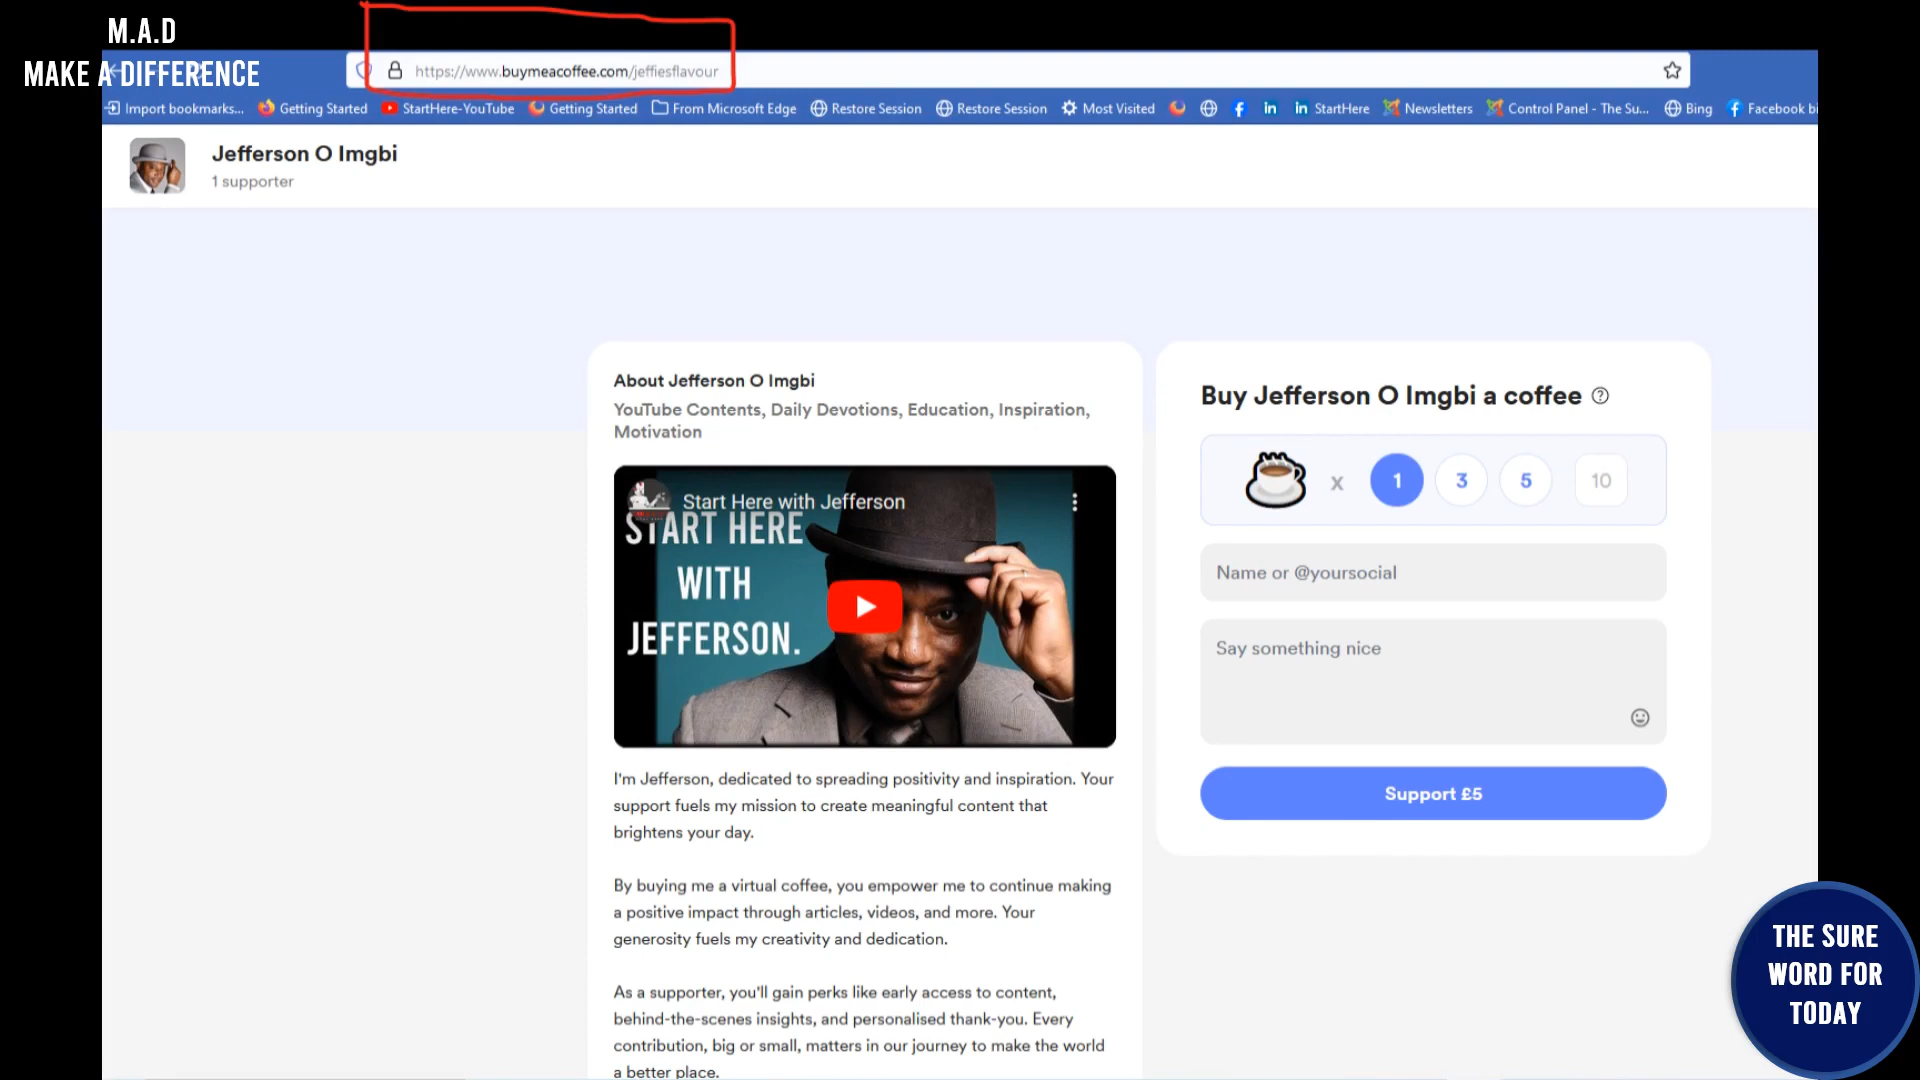 M.A.D
MAKE A DIFFERENCE
https://www.buymeacoffee.com/jeffiesflavour
Import bookmarks... Getting Started StartHere-YouTube Getting Started From Microsoft Edge Restore Session Restore Session Most Visited StartHere Newsletters Control Panel - The Su... Bing Facebook bi
Jefferson O Imgbi
1 supporter
About Jefferson O Imgbi
YouTube Contents, Daily Devotions, Education, Inspiration,
Motivation
Start Here with Jefferson
START HERE
WITH
JEFFERSON.
I'm Jefferson, dedicated to spreading positivity and inspiration. Your
support fuels my mission to create meaningful content that
brightens your day.
By buying me a virtual coffee, you empower me to continue making
a positive impact through articles, videos, and more. Your
generosity fuels my creativity and dedication.
As a supporter, you'll gain perks like early access to content,
behind-the-scenes insights, and personalised thank-you. Every
contribution, big or small, matters in our journey to make the world
a better place.
Buy Jefferson O Imgbi a coffee
x 1 3 5 10
Name or @yoursocial
Say something nice
Support £5
THE SURE
WORD FOR
TODAY